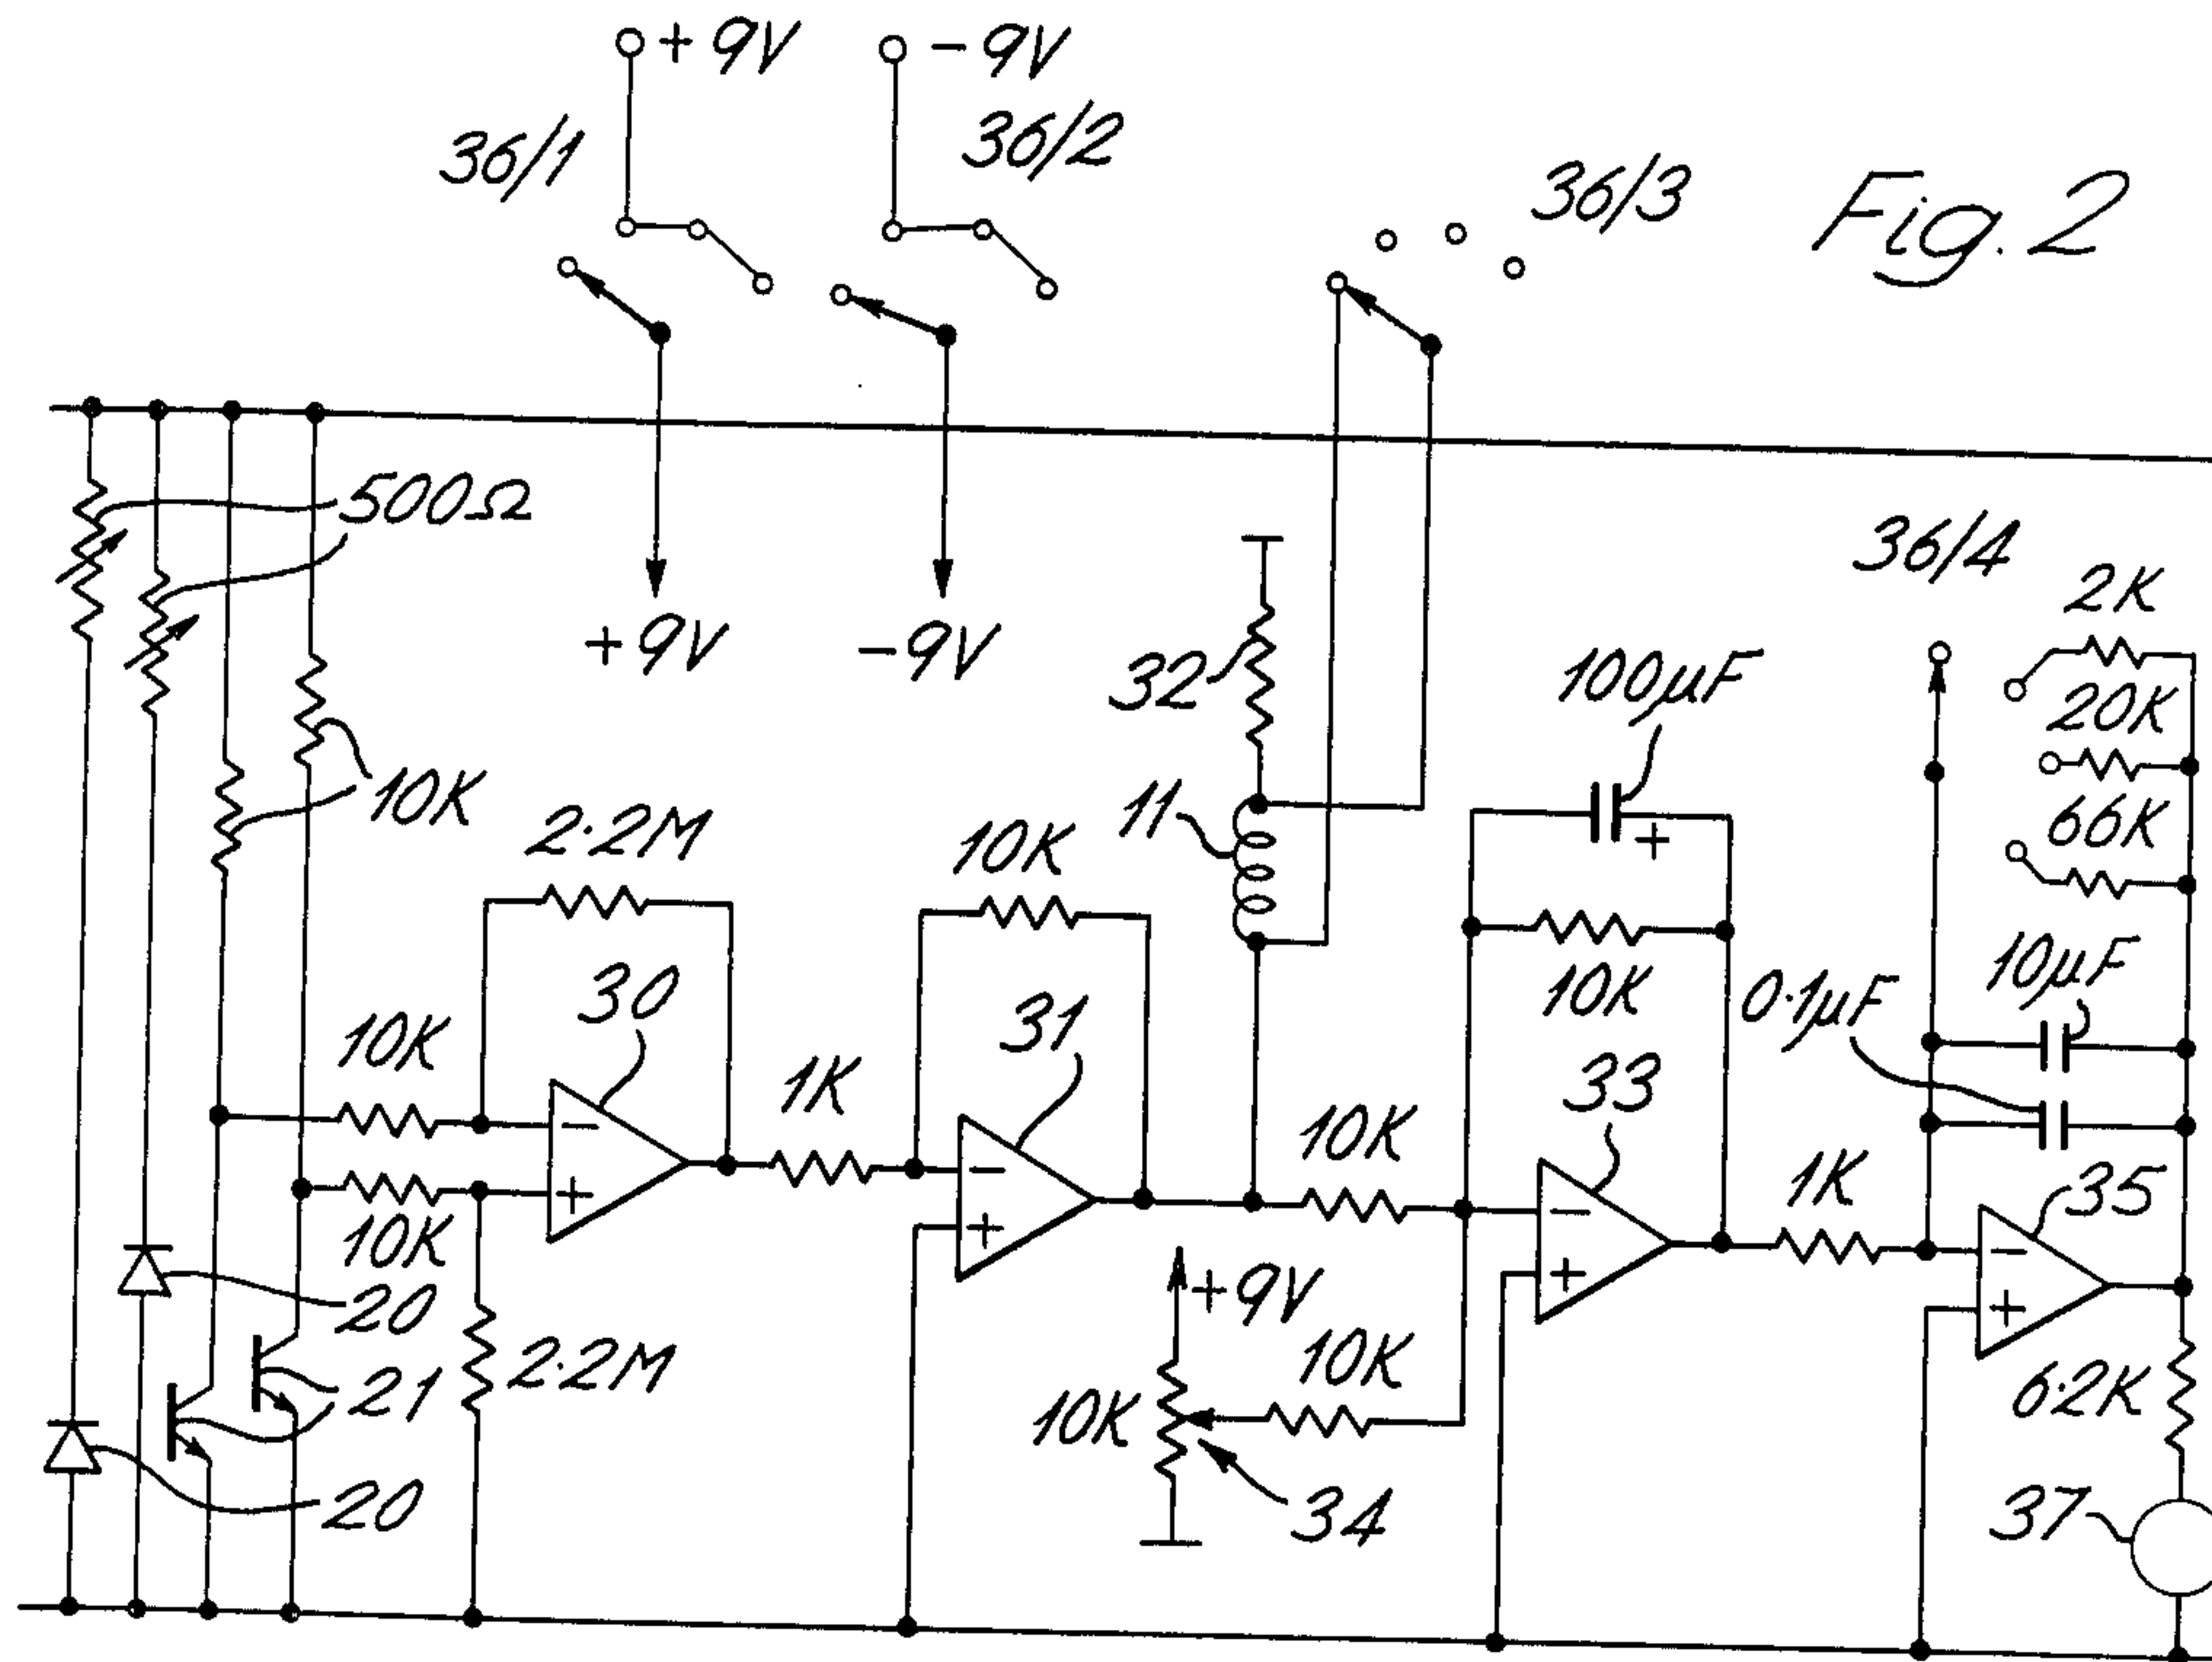 + 9V
- 9V
36/1
36/2
36/3
Fig. 2
500Ω
36/4
2K
+ 9V
- 9V
32
100µF
20K
10K
11
+
66K
2·2M
10K
30
10K
10µF
0·1µF
31
10K
1K
33
10K
1K
35
-
-
-
-
+
+
+
+
10K
20
+9V
2·2M
10K
21
10K
6·2K
20
34
37